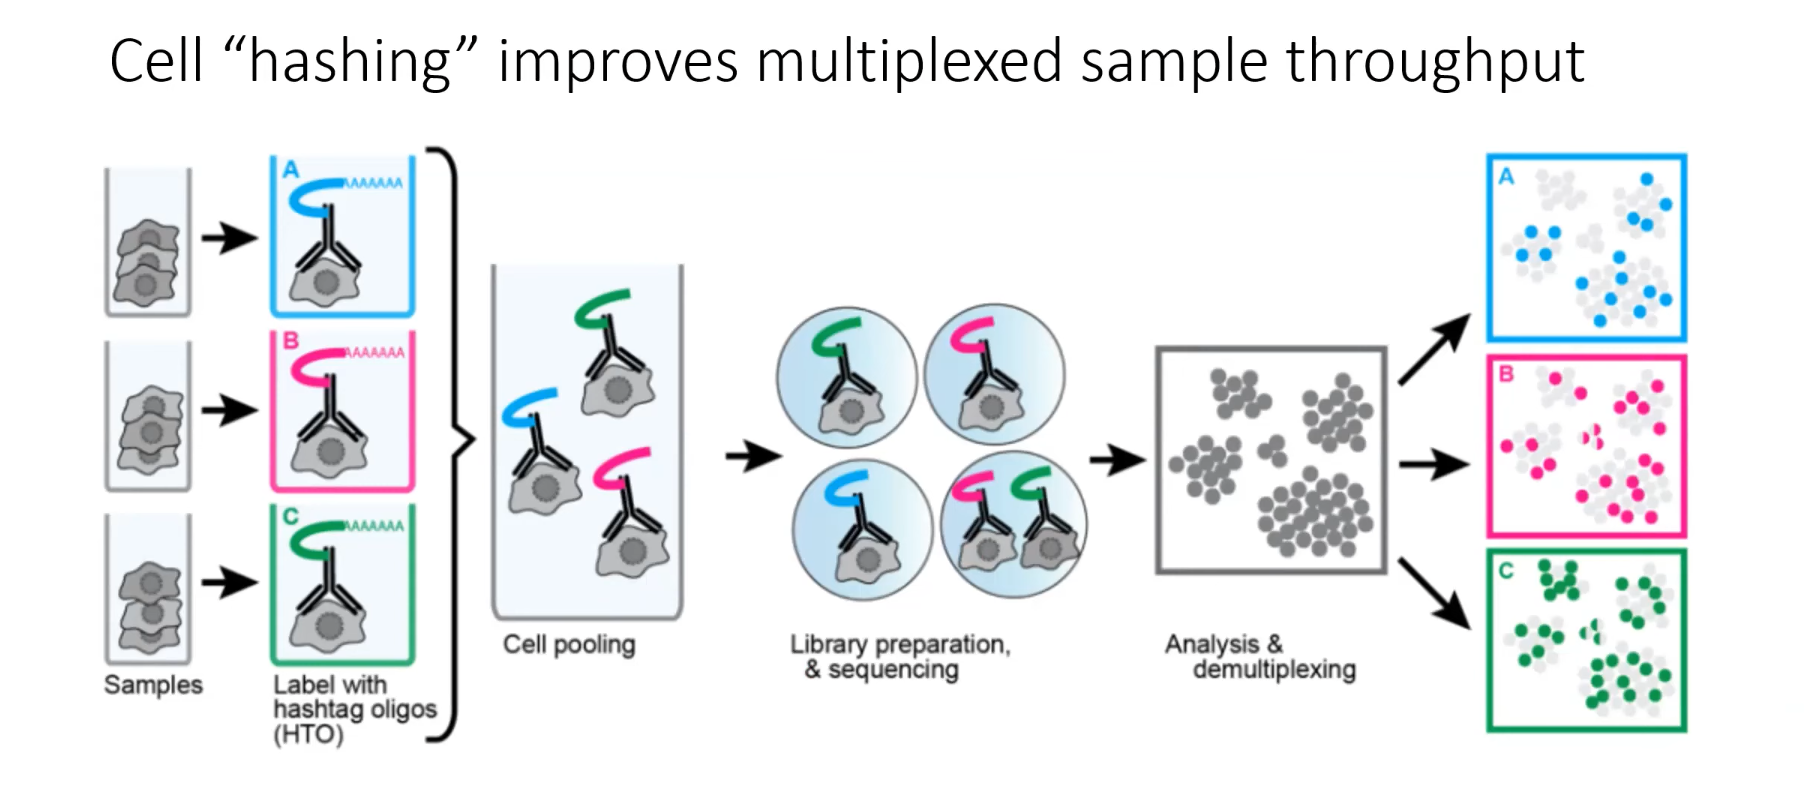 Cell “hashing” improves multiplexed sample throughput
A
AAAAAAA
B
AAAAAAA
C
AAAAAAA
Samples
Label with
hashtag oligos
(HTO)
Cell pooling
Library preparation,
& sequencing
Analysis &
demultiplexing
A
B
C